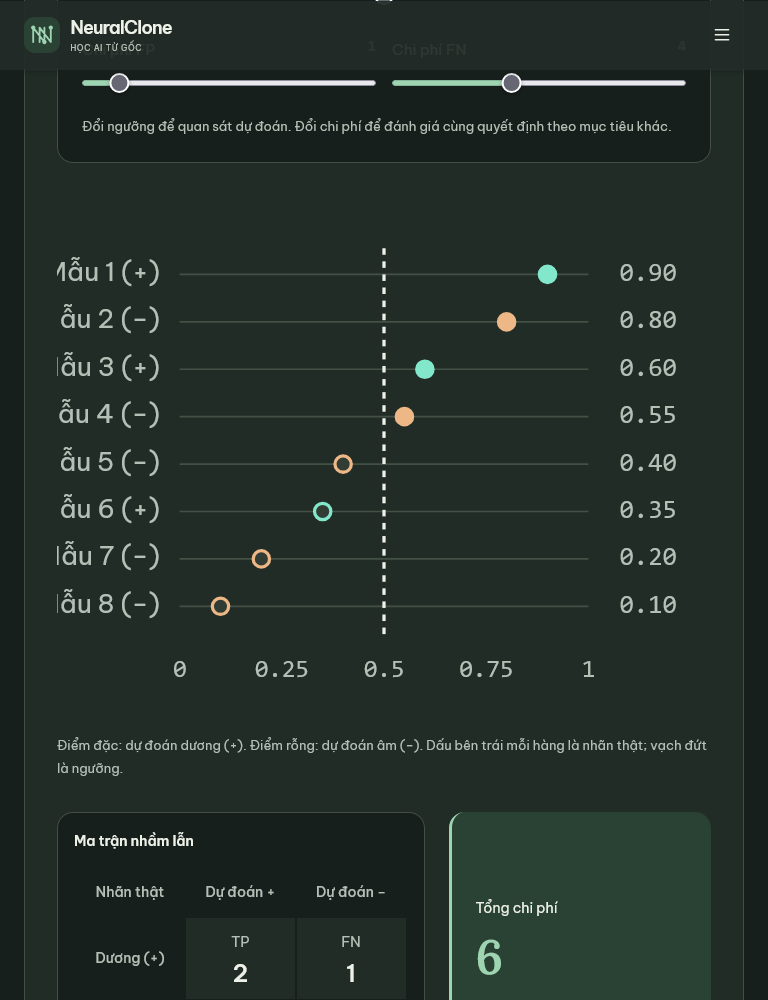 NeuralClone
HỌC AI TỪ GỐC
1 Chi phí FN 4
Đổi ngưỡng để quan sát dự đoán. Đổi chi phí để đánh giá cùng quyết định theo mục tiêu khác.
Mẫu 1 (+) 0.90
ẫu 2 (−) 0.80
ẫu 3 (+) 0.60
ẫu 4 (−) 0.55
ẫu 5 (−) 0.40
ẫu 6 (+) 0.35
ẫu 7 (−) 0.20
ẫu 8 (−) 0.10
0 0.25 0.5 0.75 1
Điểm đặc: dự đoán dương (+). Điểm rỗng: dự đoán âm (−). Dấu bên trái mỗi hàng là nhãn thật; vạch đứt
là ngưỡng.
Ma trận nhầm lẫn
Nhãn thật Dự đoán + Dự đoán −
Tổng chi phí
TP FN
Dương (+) 2 1
6